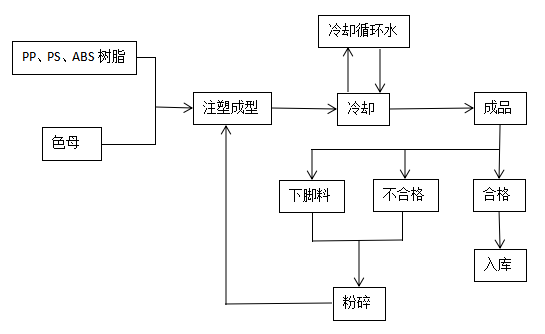 冷却循环水
PP、PS、ABS 树脂
注塑成型
冷却
成品
色母
下脚料
不合格
合格
入库
粉碎